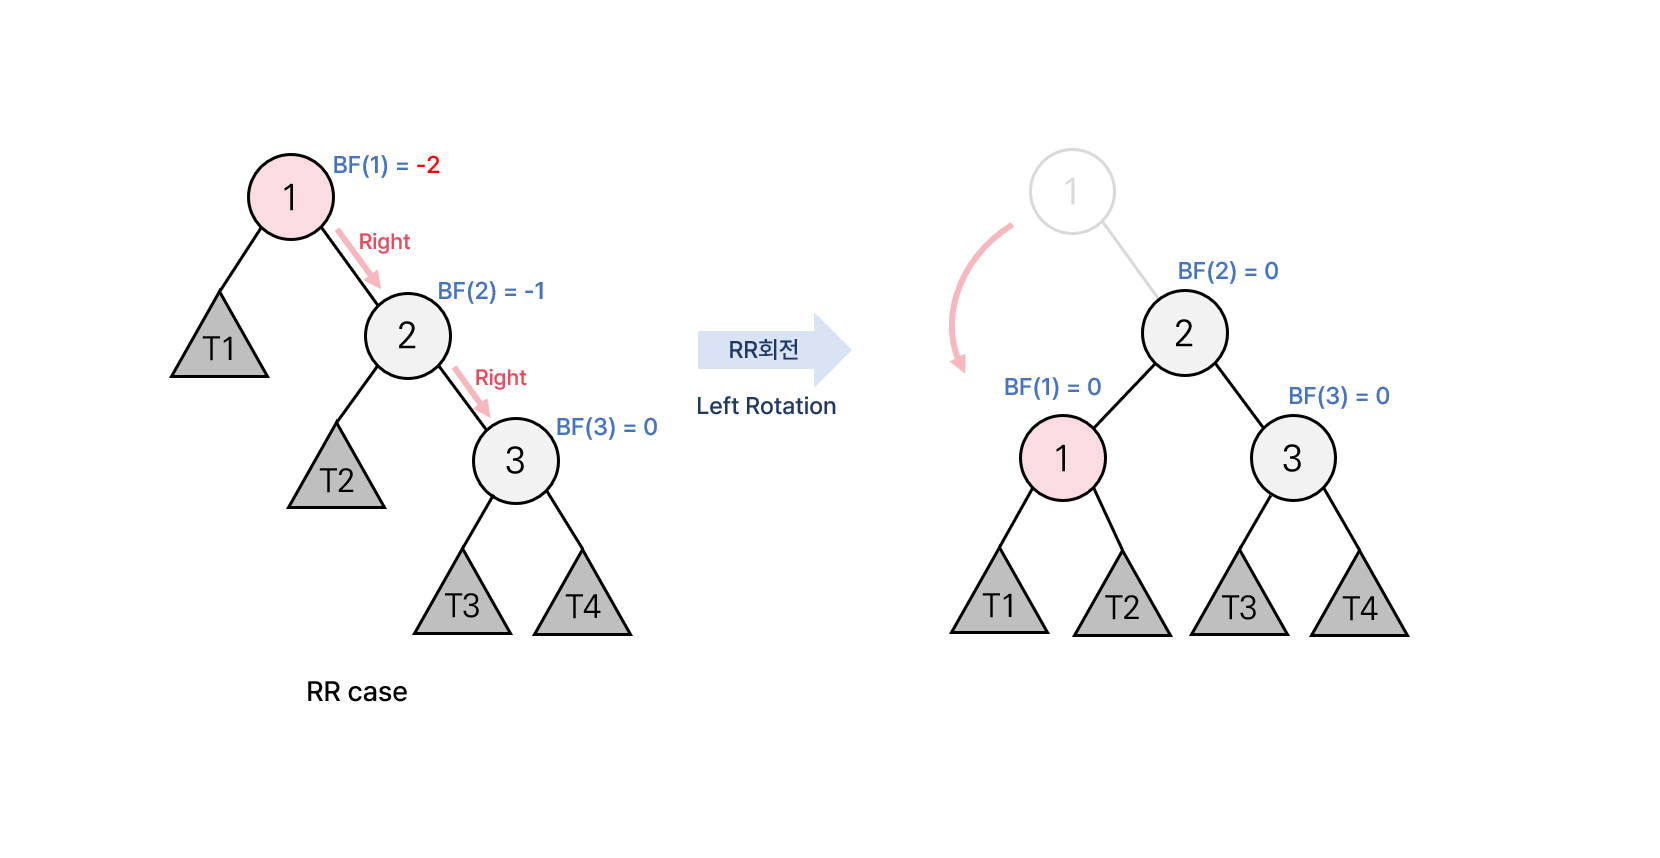 1
BF(1) = -2
Right
BF(2) = -1
2
T1
Right
BF(3) = 0
3
T2
T3
T4
RR case
RR회전
Left Rotation
1
BF(2) = 0
2
BF(1) = 0
BF(3) = 0
1
3
T1
T2
T3
T4